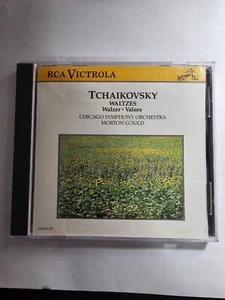 RCA VICTROLA
TCHAIKOVSKY
WALTZES
Walzer • Valses
CHICAGO SYMPHONY ORCHESTRA
MORTON GOULD